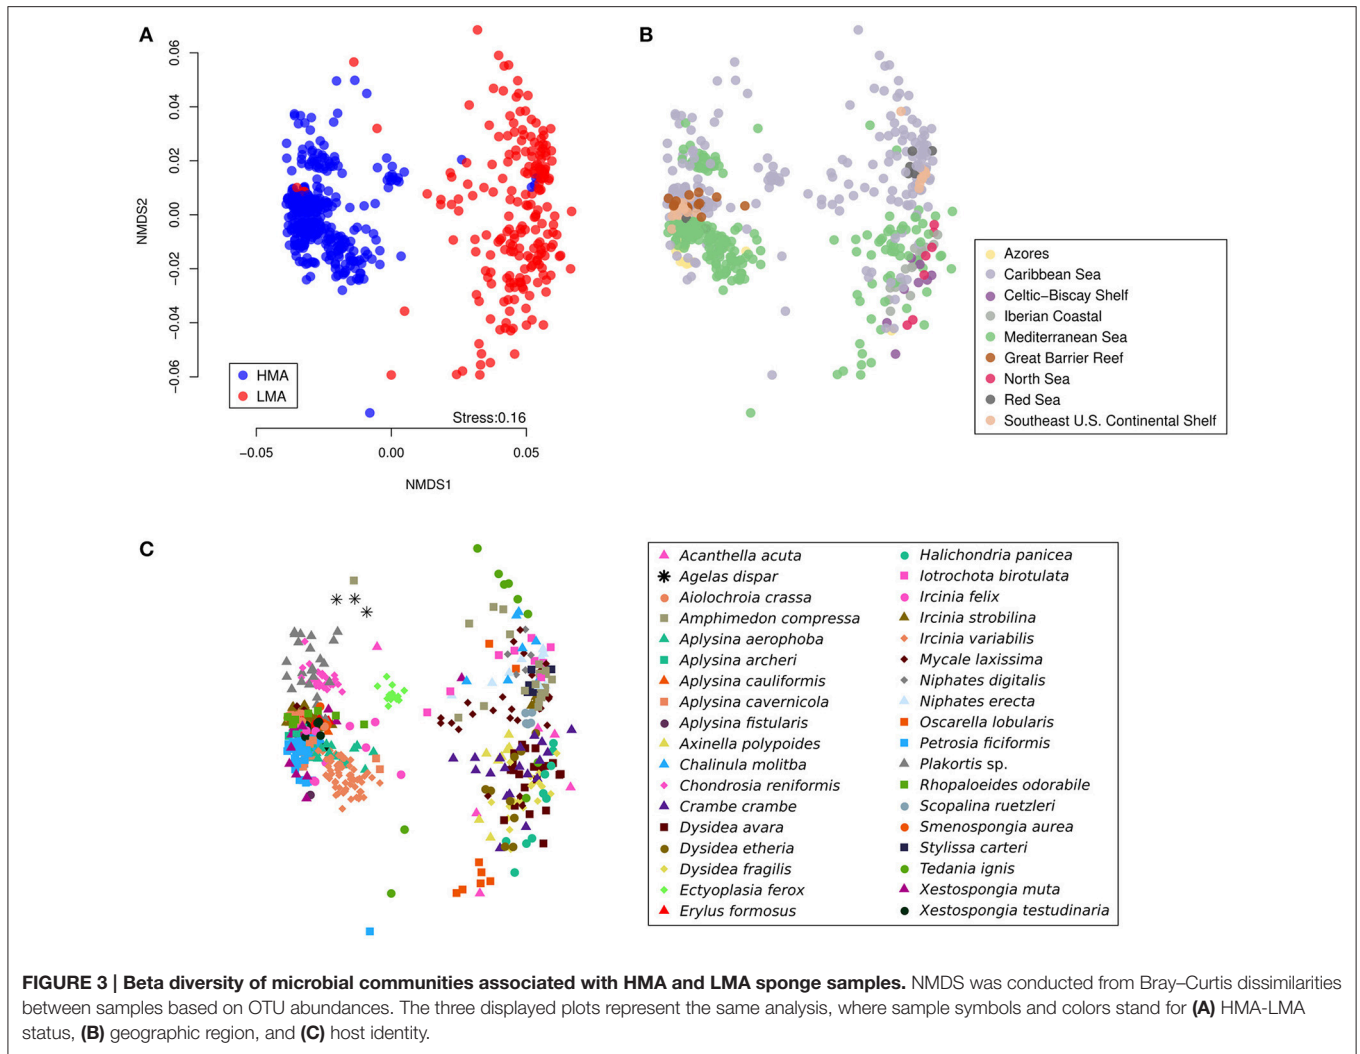 A
B
0.06
0.04
0.02
0.00
−0.02
−0.04
−0.06
NMDS2
HMA
LMA
Stress:0.16
−0.05
0.00
0.05
NMDS1
Azores
Caribbean Sea
Celtic−Biscay Shelf
Iberian Coastal
Mediterranean Sea
Great Barrier Reef
North Sea
Red Sea
Southeast U.S. Continental Shelf
C
Acanthella acuta
Agelas dispar
Aiolochroia crassa
Amphimedon compressa
Aplysina aerophoba
Aplysina archeri
Aplysina cauliformis
Aplysina cavernicola
Aplysina fistularis
Axinella polypoides
Chalinula molitba
Chondrosia reniformis
Crambe crambe
Dysidea avara
Dysidea etheria
Dysidea fragilis
Ectyoplasia ferox
Erylus formosus
Halichondria panicea
Iotrochota birotulata
Ircinia felix
Ircinia strobilina
Ircinia variabilis
Mycale laxissima
Niphates digitalis
Niphates erecta
Oscarella lobularis
Petrosia ficiformis
Plakortis sp.
Rhopaloeides odorabile
Scopalina ruetzleri
Smenospongia aurea
Stylissa carteri
Tedania ignis
Xestospongia muta
Xestospongia testudinaria
FIGURE 3 | Beta diversity of microbial communities associated with HMA and LMA sponge samples. NMDS was conducted from Bray–Curtis dissimilarities
between samples based on OTU abundances. The three displayed plots represent the same analysis, where sample symbols and colors stand for (A) HMA-LMA
status, (B) geographic region, and (C) host identity.